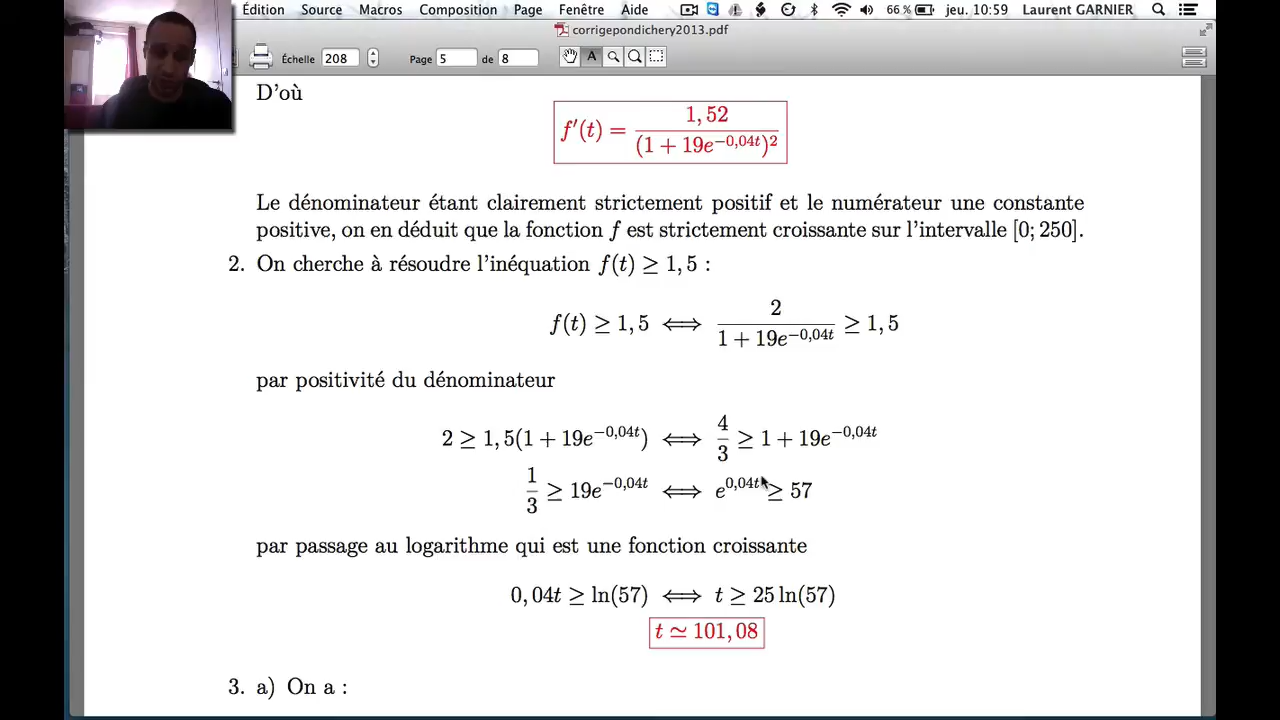 Édition Source Macros Composition Page Fenêtre Aide 66 % jeu. 10:59 Laurent GARNIER
corrigepondichery2013.pdf
Échelle 208 Page 5 de 8 A
D'où
f′(t) = 1,52 / (1 + 19e^{−0,04t})²
Le dénominateur étant clairement strictement positif et le numérateur une constante
positive, on en déduit que la fonction f est strictement croissante sur l'intervalle [0; 250].
2. On cherche à résoudre l'inéquation f(t) ≥ 1,5 :
f(t) ≥ 1,5 ⟺ 2 / (1 + 19e^{−0,04t}) ≥ 1,5
par positivité du dénominateur
2 ≥ 1,5(1 + 19e^{−0,04t}) ⟺ 4/3 ≥ 1 + 19e^{−0,04t}
1/3 ≥ 19e^{−0,04t} ⟺ e^{0,04t} ≥ 57
par passage au logarithme qui est une fonction croissante
0,04t ≥ ln(57) ⟺ t ≥ 25 ln(57)
t ≃ 101,08
3. a) On a :